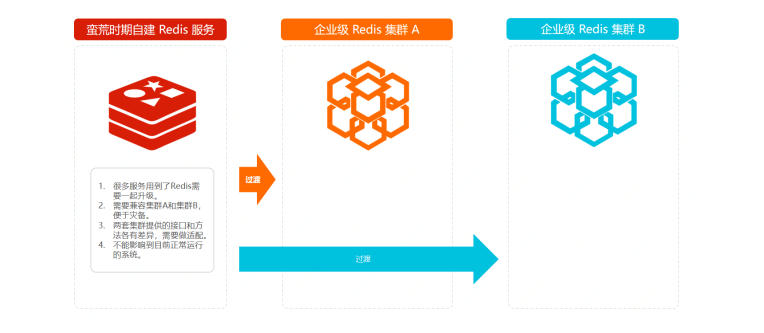 蛮荒时期自建 Redis 服务
企业级 Redis 集群 A
企业级 Redis 集群 B
1. 很多服务用到了Redis需
要一起升级。
2. 需要兼容集群A和集群B，
便于灾备。
3. 两套集群提供的接口和方
法各有差异，需要做适配。
4. 不能影响到目前正常运行
的系统。
过渡
过渡